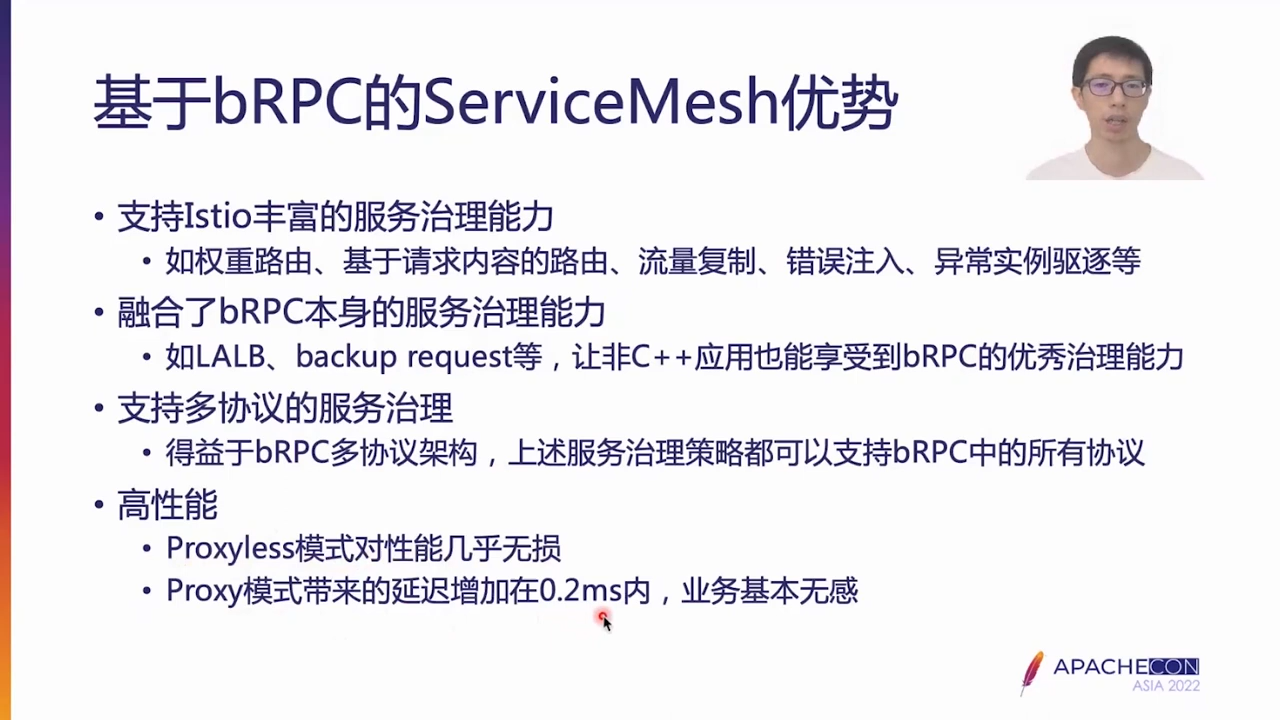 基于bRPC的ServiceMesh优势
• 支持Istio丰富的服务治理能力
• 如权重路由、基于请求内容的路由、流量复制、错误注入、异常实例驱逐等
• 融合了bRPC本身的服务治理能力
• 如LALB、backup request等，让非C++应用也能享受到bRPC的优秀治理能力
• 支持多协议的服务治理
• 得益于bRPC多协议架构，上述服务治理策略都可以支持bRPC中的所有协议
• 高性能
• Proxyless模式对性能几乎无损
• Proxy模式带来的延迟增加在0.2ms内，业务基本无感
APACHECON
ASIA 2022